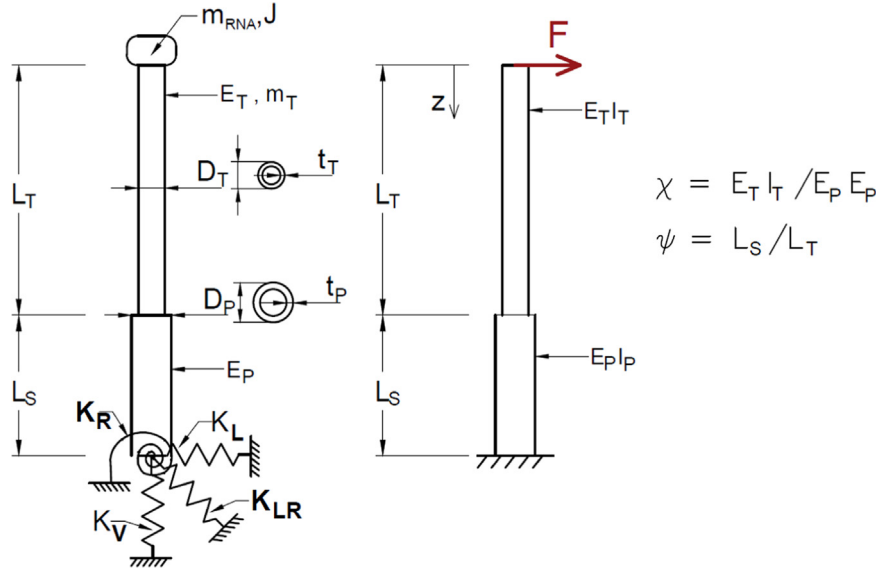 m_RNA, J
E_T , m_T
t_T
D_T
L_T
t_P
D_P
E_P
L_S
K_R
K_L
K_LR
K_V
F
z
E_T I_T
L_T
E_P I_P
L_S
χ = E_T I_T / E_P E_P
ψ = L_S / L_T